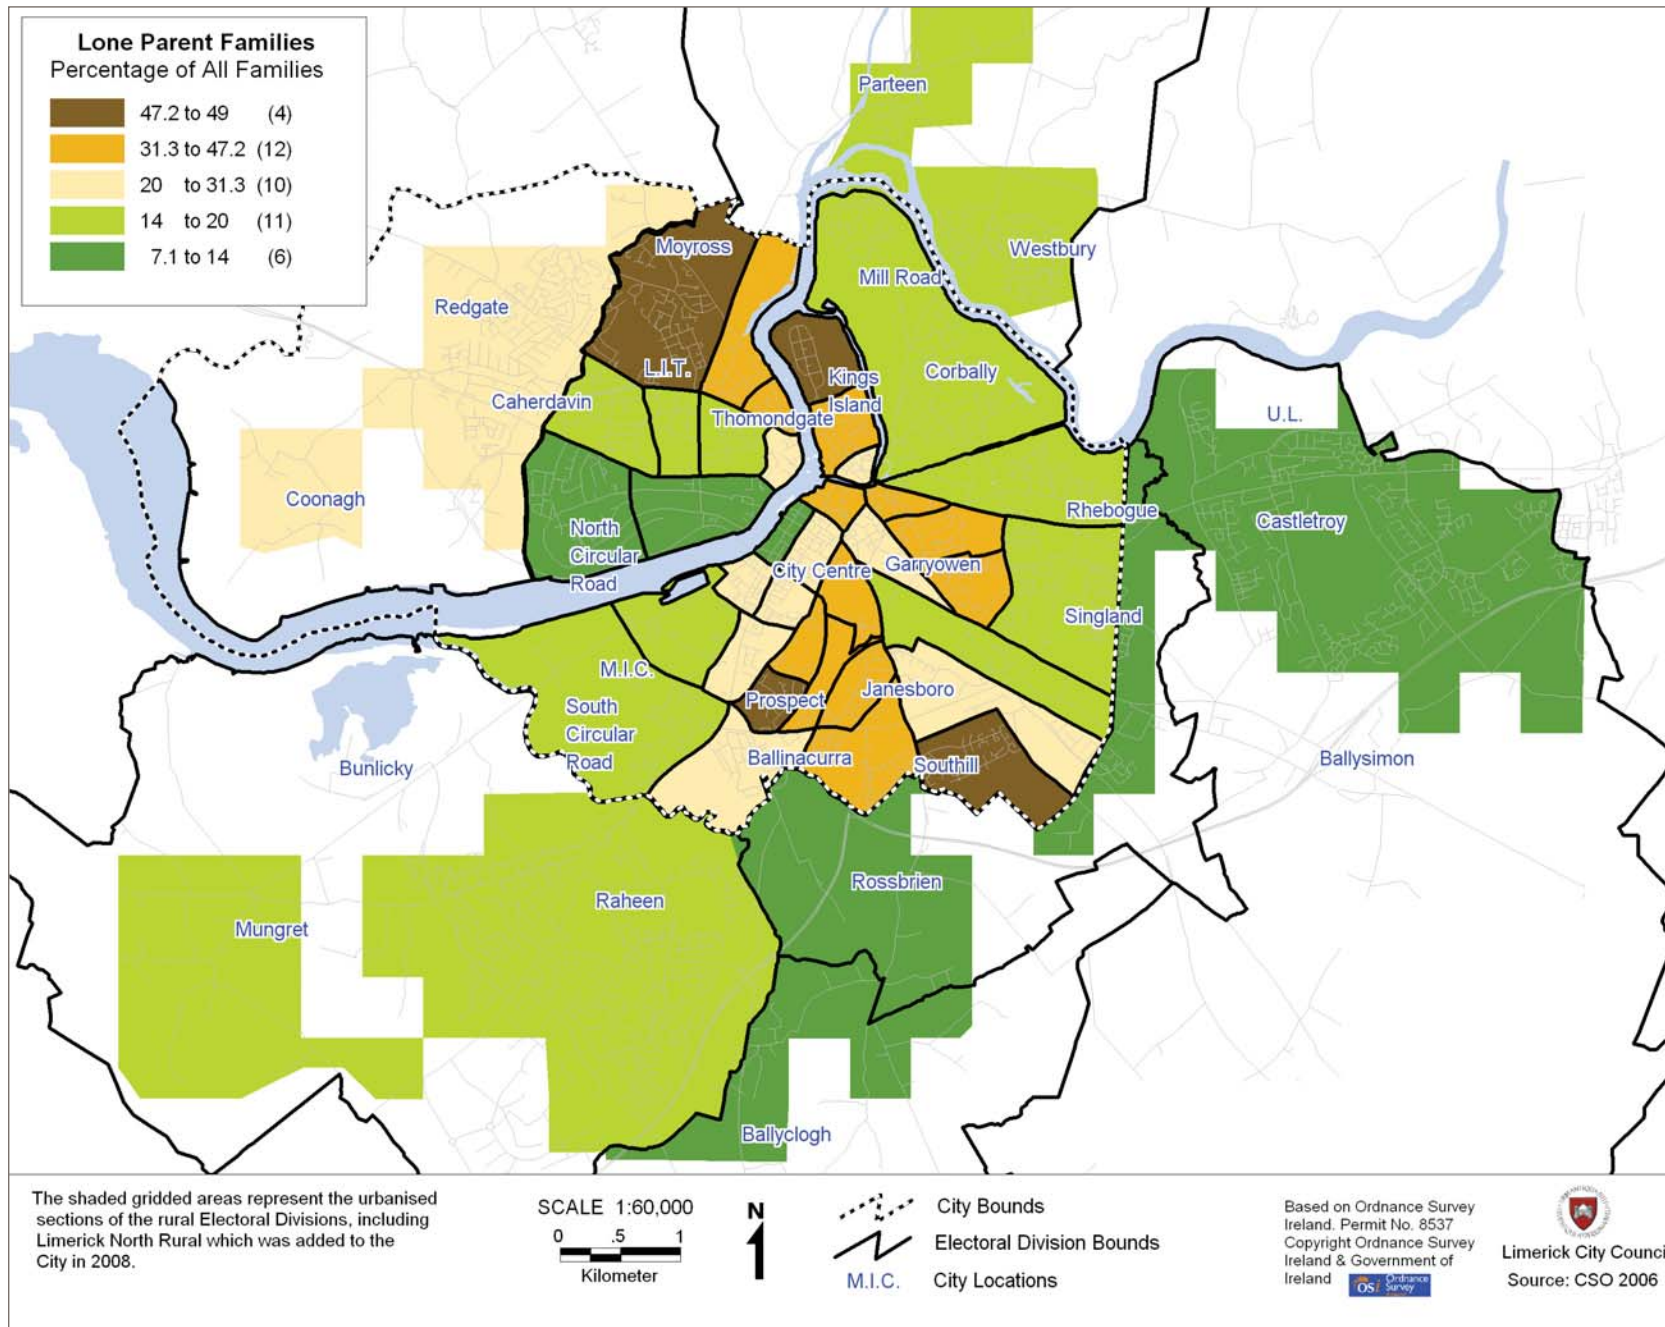 Lone Parent Families
Percentage of All Families
47.2 to 49 (4)
31.3 to 47.2 (12)
20 to 31.3 (10)
14 to 20 (11)
7.1 to 14 (6)
Parteen
Moyross
Westbury
Mill Road
Redgate
L.I.T.
Kings
Island
Corbally
Caherdavin
Thomondgate
U.L.
Coonagh
North
Circular
Road
Rhebogue
Castletroy
City Centre
Garryowen
Singland
M.I.C.
South
Circular
Road
Prospect
Janesboro
Bunlicky
Ballinacurra
Southill
Ballysimon
Raheen
Rossbrien
Mungret
Ballyclogh
The shaded gridded areas represent the urbanised
sections of the rural Electoral Divisions, including
Limerick North Rural which was added to the
City in 2008.
SCALE 1:60,000
0 .5 1
Kilometer
N
City Bounds
Electoral Division Bounds
M.I.C. City Locations
Based on Ordnance Survey
Ireland. Permit No. 8537
Copyright Ordnance Survey
Ireland & Government of
Ireland
OSi Ordnance
Survey
Limerick City Counci
Source: CSO 2006